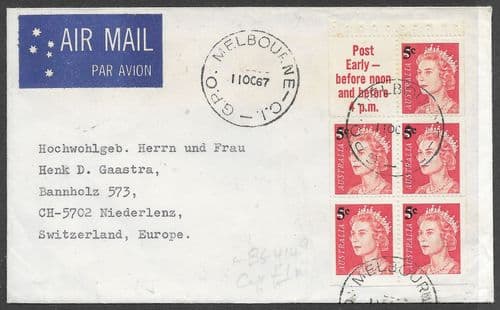 AIR MAIL
PAR AVION
G.P.O. MELBOURNE-C.1.-
11OC67
Post
Early—
before noon
and before
4 p.m.
5c
AUSTRALIA
5c
AUSTRALIA
5c
AUSTRALIA
5c
AUSTRALIA
5c
AUSTRALIA
Hochwohlgeb. Herrn und Frau
Henk D. Gaastra,
Bannholz 573,
CH-5702 Niederlenz,
Switzerland, Europe.
MELBOURN